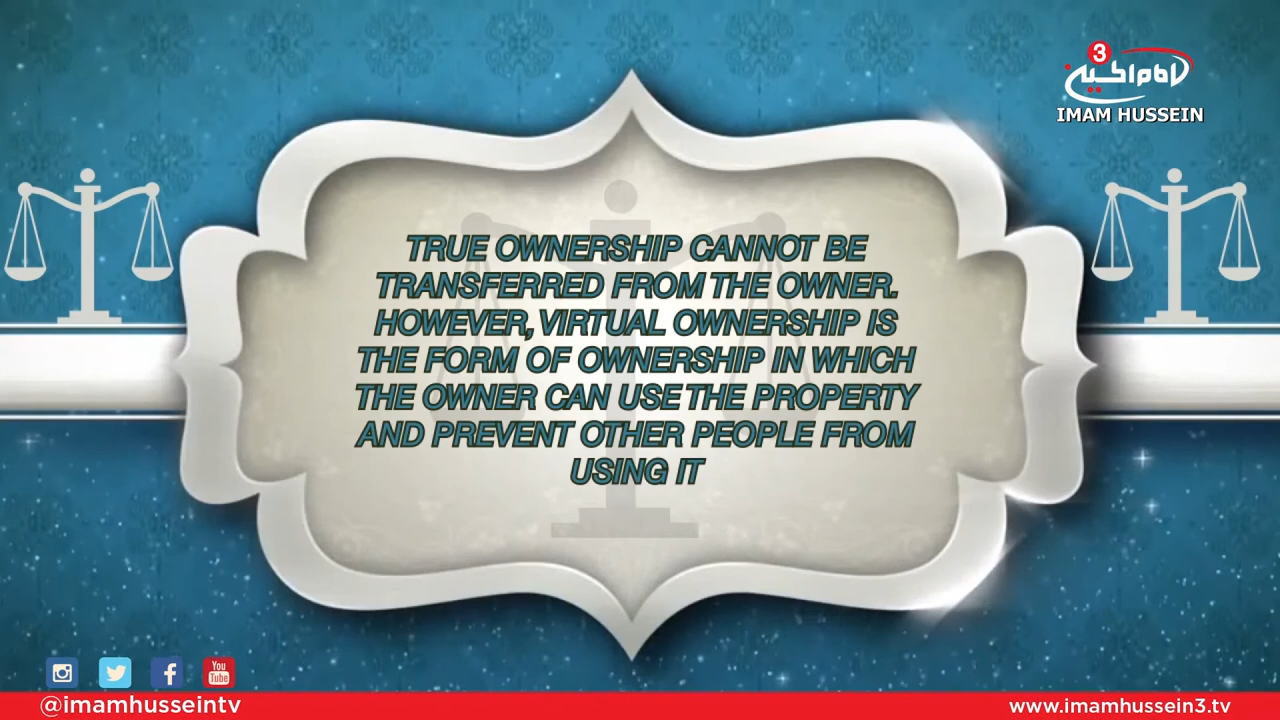 3
الامام الحسين
IMAM HUSSEIN
TRUE OWNERSHIP CANNOT BE
TRANSFERRED FROM THE OWNER.
HOWEVER, VIRTUAL OWNERSHIP IS
THE FORM OF OWNERSHIP IN WHICH
THE OWNER CAN USE THE PROPERTY
AND PREVENT OTHER PEOPLE FROM
USING IT
You
Tube
@imamhusseintv
www.imamhussein3.tv